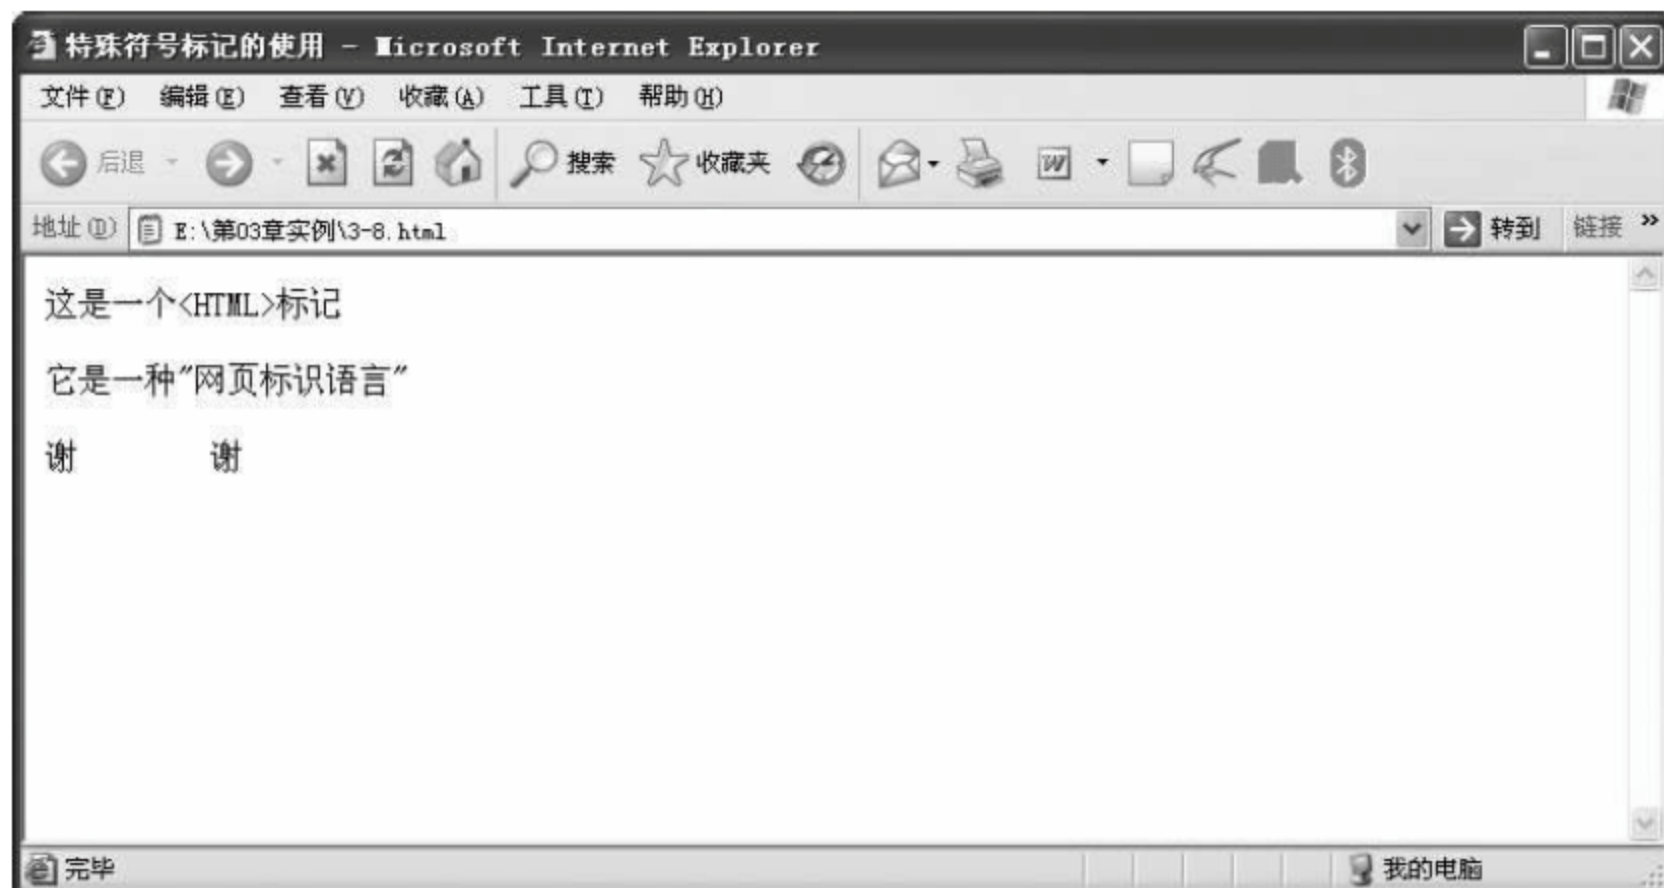 特殊符号标记的使用 - Microsoft Internet Explorer
文件(F) 编辑(E) 查看(V) 收藏(A) 工具(T) 帮助(H)
后退 搜索 收藏夹 W
地址(D) E:\第03章实例\3-8.html 转到 链接 »
这是一个<HTML>标记
它是一种"网页标识语言"
谢 谢
完毕 我的电脑